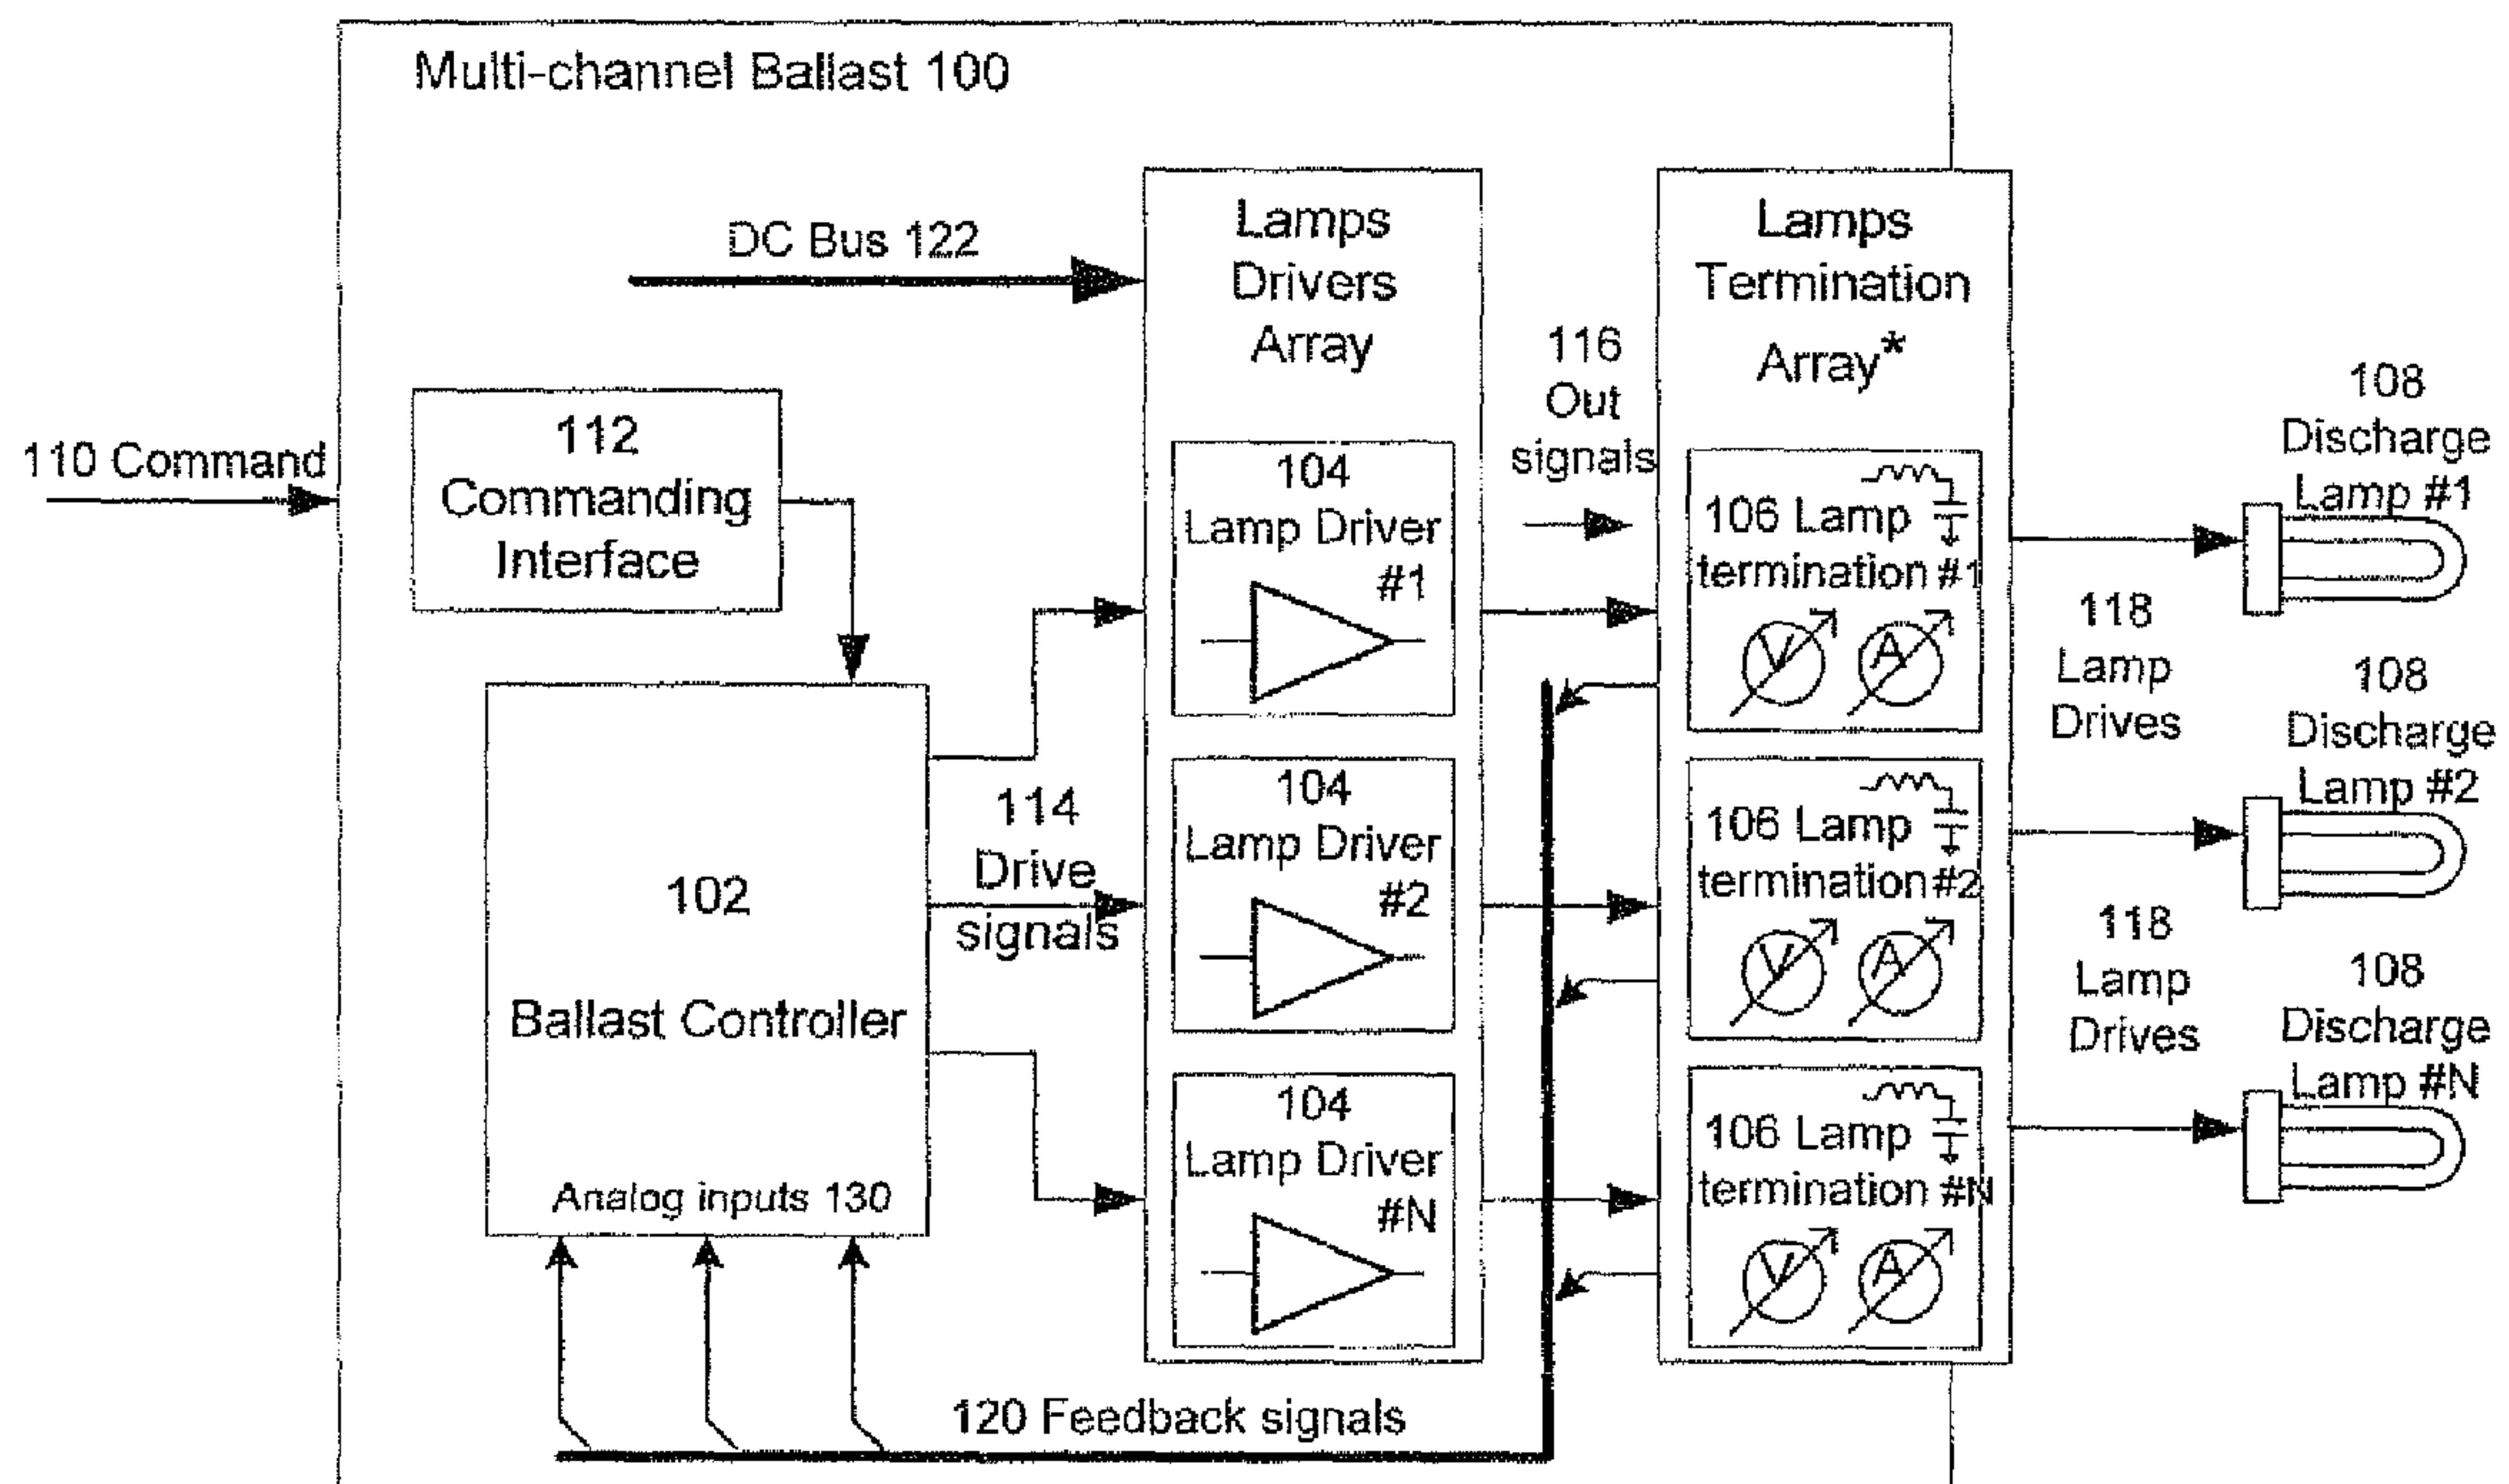 Multi-channel Ballast 100
DC Bus 122
Lamps
Drivers
Array
Lamps
Termination
Array*
116
Out
signals
110 Command
112
Commanding
Interface
104
Lamp Driver
#1
106 Lamp
termination #1
V
A
108
Discharge
Lamp #1
118
Lamp
Drives
102
Ballast Controller
Analog inputs 130
114
Drive
signals
104
Lamp Driver
#2
106 Lamp
termination #2
V
A
108
Discharge
Lamp #2
118
Lamp
Drives
104
Lamp Driver
#N
106 Lamp
termination #N
V
A
108
Discharge
Lamp #N
120 Feedback signals